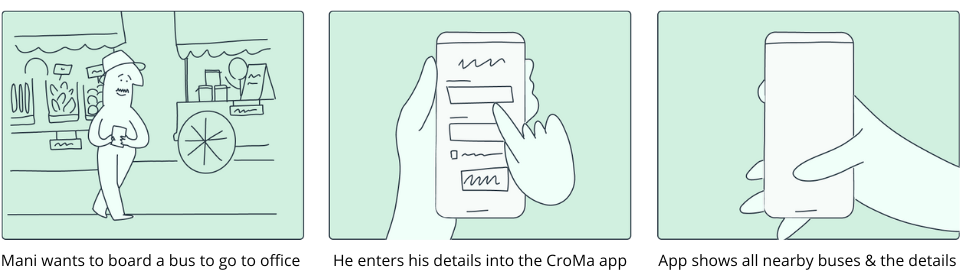 Mani wants to board a bus to go to office
He enters his details into the CroMa app
App shows all nearby buses & the details